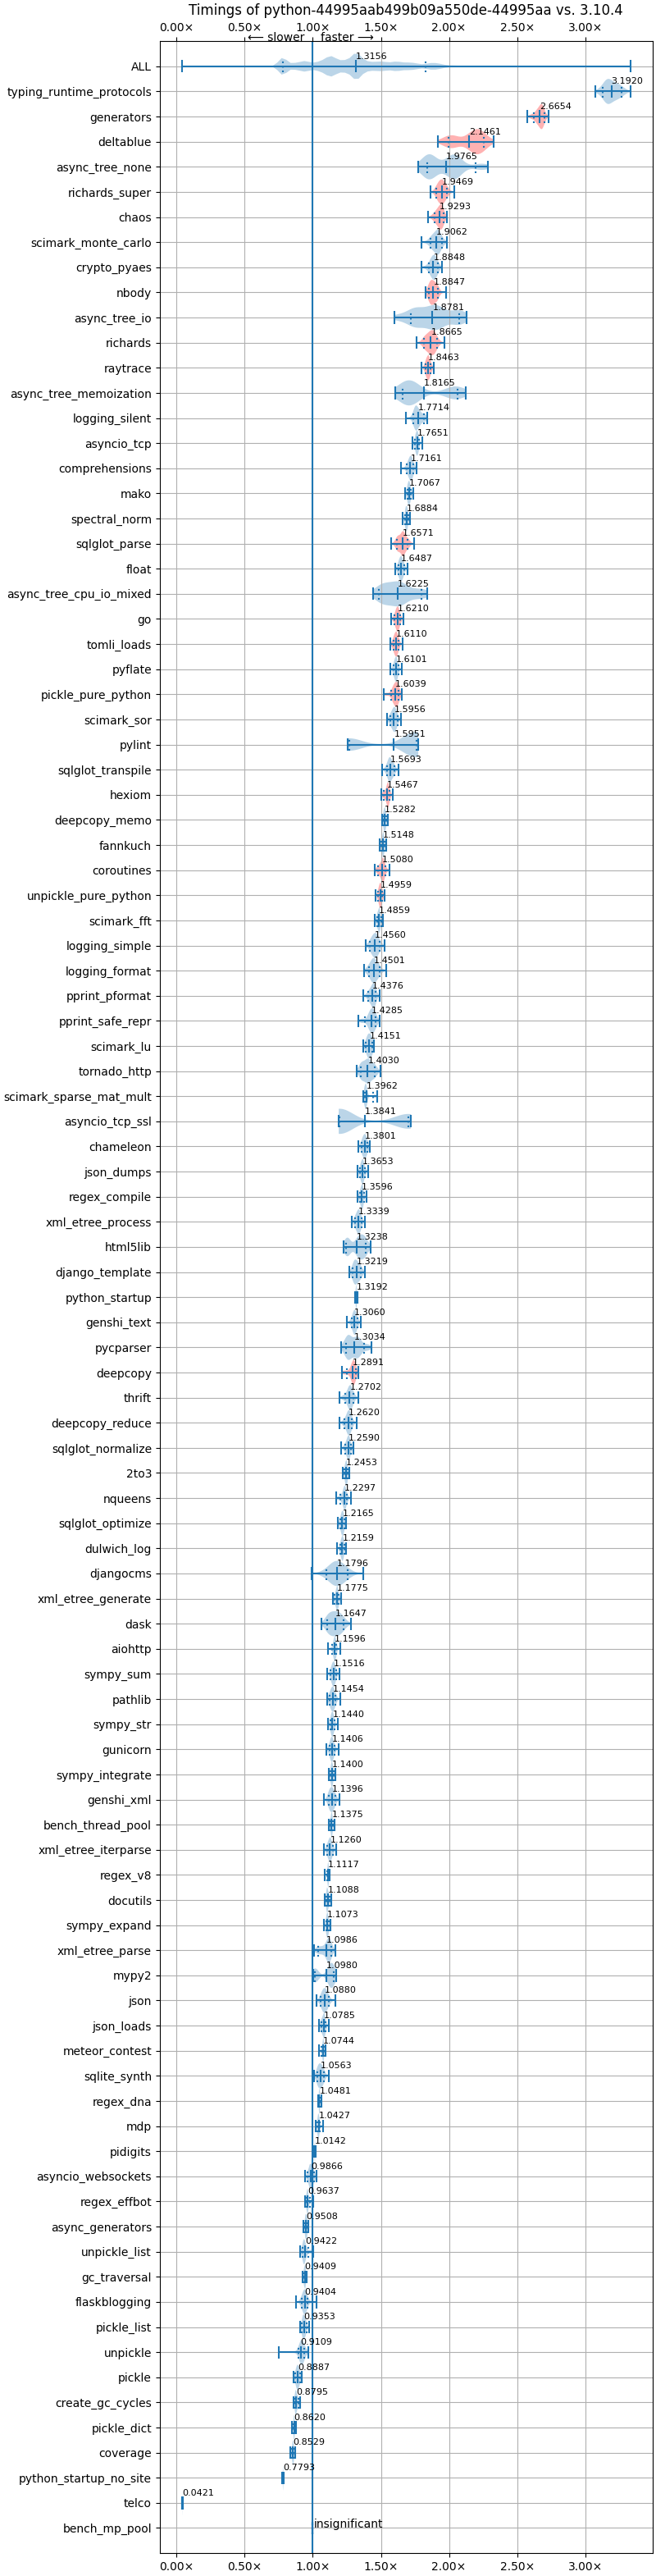 Timings of python-44995aab499b09a550de-44995aa vs. 3.10.4
0.00× 0.50× 1.00× 1.50× 2.00× 2.50× 3.00×
⟵ slower faster ⟶
ALL 1.3156
typing_runtime_protocols 3.1920
generators 2.6654
deltablue 2.1461
async_tree_none 1.9765
richards_super 1.9469
chaos 1.9293
scimark_monte_carlo 1.9062
crypto_pyaes 1.8848
nbody 1.8847
async_tree_io 1.8781
richards 1.8665
raytrace 1.8463
async_tree_memoization 1.8165
logging_silent 1.7714
asyncio_tcp 1.7651
comprehensions 1.7161
mako 1.7067
spectral_norm 1.6884
sqlglot_parse 1.6571
float 1.6487
async_tree_cpu_io_mixed 1.6225
go 1.6210
tomli_loads 1.6110
pyflate 1.6101
pickle_pure_python 1.6039
scimark_sor 1.5956
pylint 1.5951
sqlglot_transpile 1.5693
hexiom 1.5467
deepcopy_memo 1.5282
fannkuch 1.5148
coroutines 1.5080
unpickle_pure_python 1.4959
scimark_fft 1.4859
logging_simple 1.4560
logging_format 1.4501
pprint_pformat 1.4376
pprint_safe_repr 1.4285
scimark_lu 1.4151
tornado_http 1.4030
scimark_sparse_mat_mult 1.3962
asyncio_tcp_ssl 1.3841
chameleon 1.3801
json_dumps 1.3653
regex_compile 1.3596
xml_etree_process 1.3339
html5lib 1.3238
django_template 1.3219
python_startup 1.3192
genshi_text 1.3060
pycparser 1.3034
deepcopy 1.2891
thrift 1.2702
deepcopy_reduce 1.2620
sqlglot_normalize 1.2590
2to3 1.2453
nqueens 1.2297
sqlglot_optimize 1.2165
dulwich_log 1.2159
djangocms 1.1796
xml_etree_generate 1.1775
dask 1.1647
aiohttp 1.1596
sympy_sum 1.1516
pathlib 1.1454
sympy_str 1.1440
gunicorn 1.1406
sympy_integrate 1.1400
genshi_xml 1.1396
bench_thread_pool 1.1375
xml_etree_iterparse 1.1260
regex_v8 1.1117
docutils 1.1088
sympy_expand 1.1073
xml_etree_parse 1.0986
mypy2 1.0980
json 1.0880
json_loads 1.0785
meteor_contest 1.0744
sqlite_synth 1.0563
regex_dna 1.0481
mdp 1.0427
pidigits 1.0142
asyncio_websockets 0.9866
regex_effbot 0.9637
async_generators 0.9508
unpickle_list 0.9422
gc_traversal 0.9409
flaskblogging 0.9404
pickle_list 0.9353
unpickle 0.9109
pickle 0.8887
create_gc_cycles 0.8795
pickle_dict 0.8620
coverage 0.8529
python_startup_no_site 0.7793
telco 0.0421
bench_mp_pool insignificant
0.00× 0.50× 1.00× 1.50× 2.00× 2.50× 3.00×